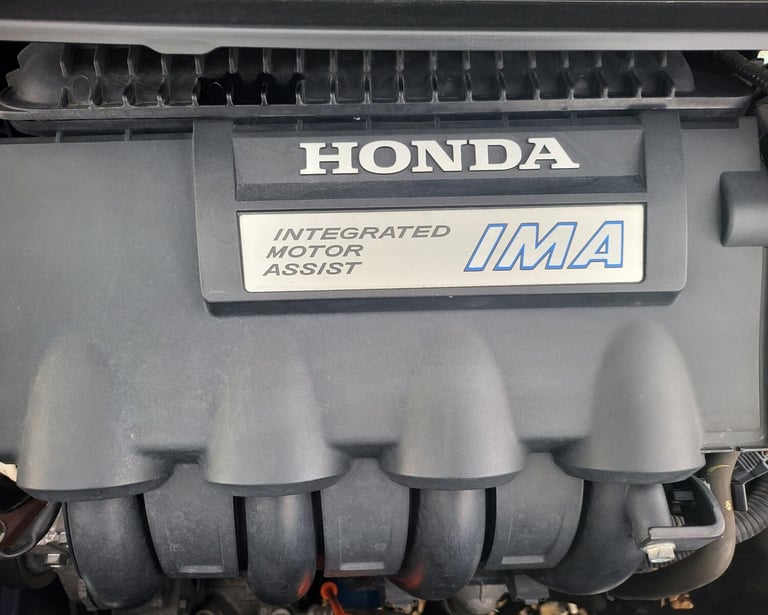 HONDA
INTEGRATED
MOTOR
ASSIST
IMA